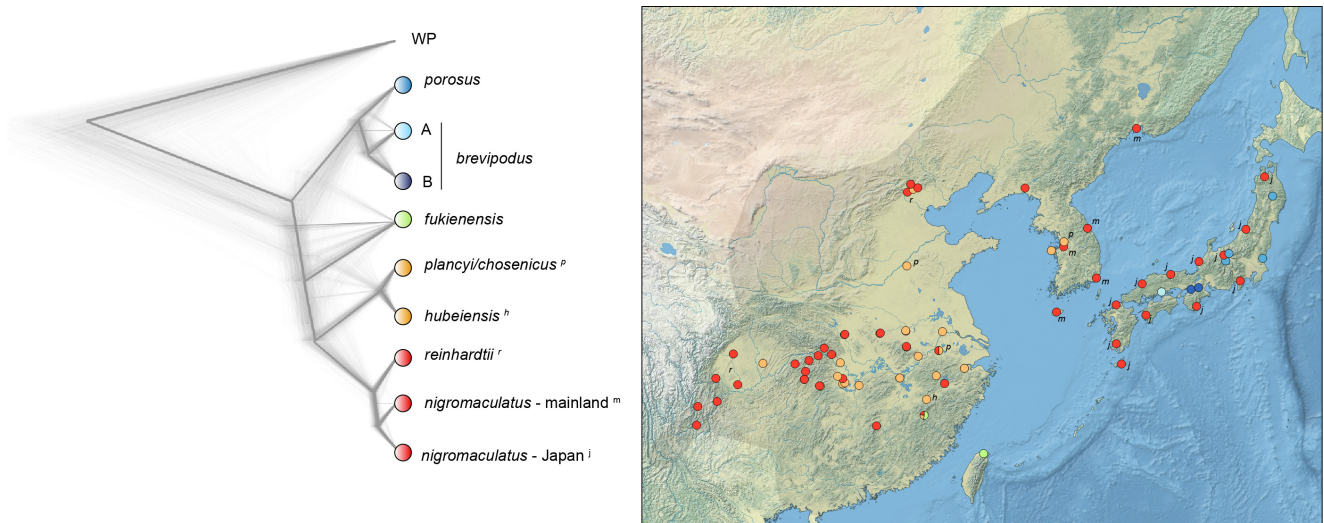 WP
porosus
A
brevipodus
B
fukienensis
plancyi/chosenicus p
hubeiensis h
reinhardtii r
nigromaculatus - mainland m
nigromaculatus - Japan j
m
r
j
m
p
m
j
p
j
j
j
m
j
j
j
m
j
j
p
j
r
j
h